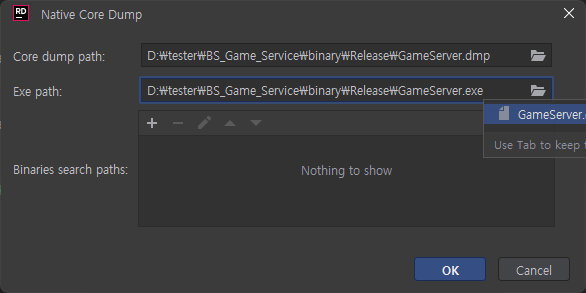 RD
Native Core Dump
Core dump path:
D:₩tester₩BS_Game_Service₩binary₩Release₩GameServer.dmp
Exe path:
D:₩tester₩BS_Game_Service₩binary₩Release₩GameServer.exe
GameServer.
Use Tab to keep
Binaries search paths:
Nothing to show
OK
Cancel